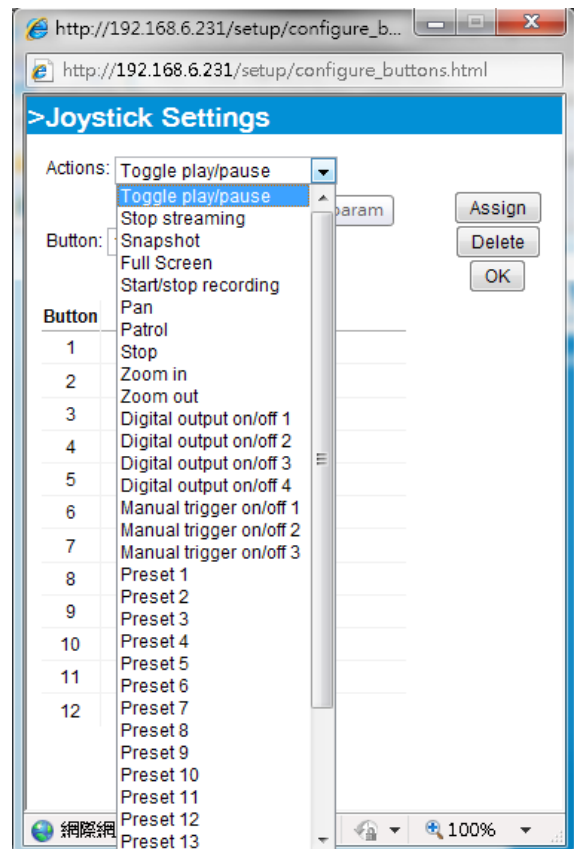 http://192.168.6.231/setup/configure_b...
http://192.168.6.231/setup/configure_buttons.html
>Joystick Settings
Actions: Toggle play/pause
Toggle play/pause
Stop streaming
Snapshot
Full Screen
Start/stop recording
Pan
Patrol
Stop
Zoom in
Zoom out
Digital output on/off 1
Digital output on/off 2
Digital output on/off 3
Digital output on/off 4
Manual trigger on/off 1
Manual trigger on/off 2
Manual trigger on/off 3
Preset 1
Preset 2
Preset 3
Preset 4
Preset 5
Preset 6
Preset 7
Preset 8
Preset 9
Preset 10
Preset 11
Preset 12
Preset 13
param
Assign
Button:
Delete
OK
Button
1
2
3
4
5
6
7
8
9
10
11
12
網際網
100%